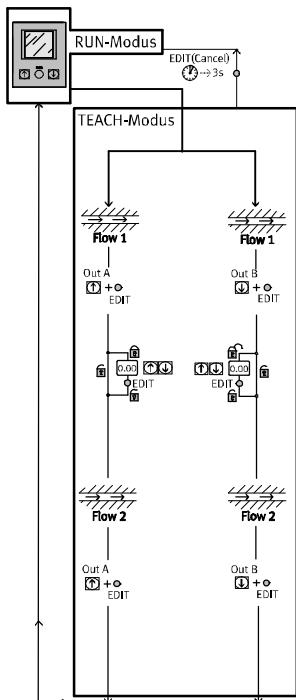 RUN-Modus
EDIT(Cancel)
3s
TEACH-Modus
Flow 1
Flow 1
Out A
+
EDIT
Out B
+
EDIT
0.00
EDIT
0.00
EDIT
Flow 2
Flow 2
Out A
+
EDIT
Out B
+
EDIT